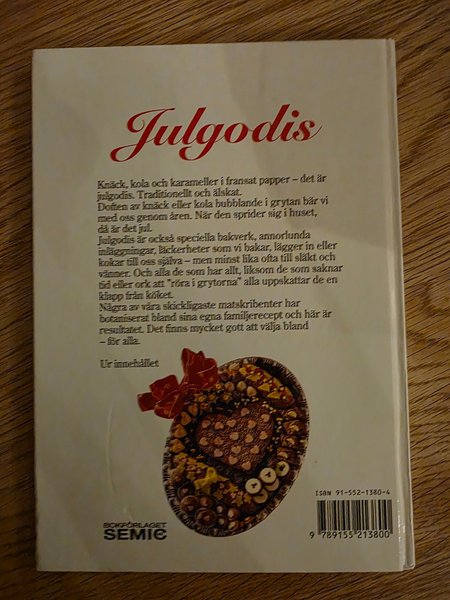 Julgodis
Knäck, kola och karameller i fransat papper – det är
julgodis. Traditionellt och älskat.
Doften av knäck eller kola bubblande i grytan bär vi
med oss genom åren. När den sprider sig i huset,
då är det jul.
Julgodis är också speciella bakverk, annorlunda
inläggningar, läckerheter som vi bakar, lägger in eller
kokar till oss själva – men minst lika ofta till släkt och
vänner. Och alla de som har allt, liksom de som saknar
tid eller ork att "röra i grytorna" alla uppskattar de en
klapp från köket.
Några av våra skickligaste matskribenter har
botaniserat bland sina egna familjerecept och här är
resultatet. Det finns mycket gott att välja bland
– för alla.
Ur innehållet
ISBN 91-552-1380-4
9 789155 213800
BOKFÖRLAGET
SEMIC